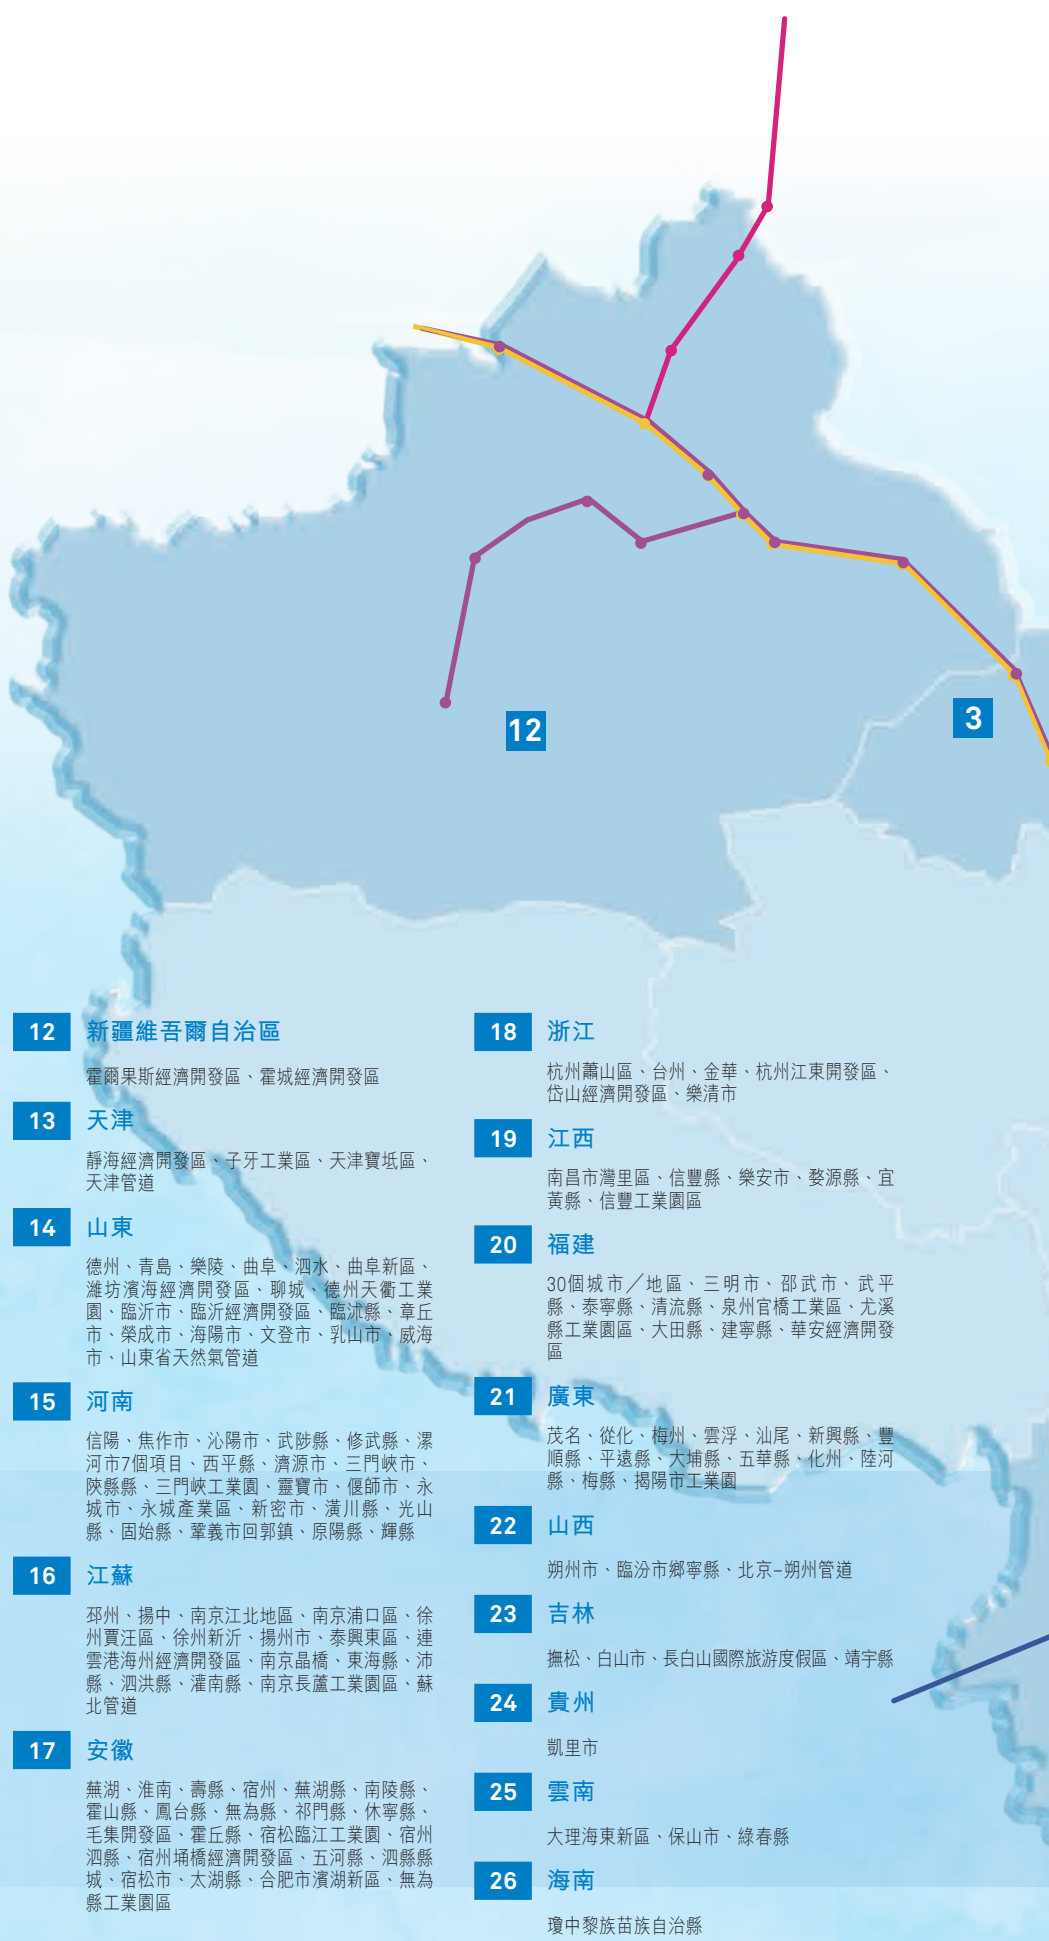 12
3
12 新疆維吾爾自治區
霍爾果斯經濟開發區、霍城經濟開發區
13 天津
靜海經濟開發區、子牙工業區、天津寶坻區、
天津管道
14 山東
德州、青島、樂陵、曲阜、泗水、曲阜新區、
濰坊濱海經濟開發區、聊城、德州天衢工業
園、臨沂市、臨沂經濟開發區、臨沭縣、章丘
市、榮成市、海陽市、文登市、乳山市、威海
市、山東省天然氣管道
15 河南
信陽、焦作市、沁陽市、武陟縣、修武縣、漯
河市7個項目、西平縣、濟源市、三門峽市、
陝縣縣、三門峽工業園、靈寶市、偃師市、永
城市、永城產業區、新密市、潢川縣、光山
縣、固始縣、鞏義市回郭鎮、原陽縣、輝縣
16 江蘇
邳州、揚中、南京江北地區、南京浦口區、徐
州賈汪區、徐州新沂、揚州市、泰興東區、連
雲港海州經濟開發區、南京晶橋、東海縣、沛
縣、泗洪縣、灌南縣、南京長蘆工業園區、蘇
北管道
17 安徽
蕪湖、淮南、壽縣、宿州、蕪湖縣、南陵縣、
霍山縣、鳳台縣、無為縣、祁門縣、休寧縣、
毛集開發區、霍丘縣、宿松臨江工業園、宿州
泗縣、宿州埇橋經濟開發區、五河縣、泗縣縣
城、宿松市、太湖縣、合肥市濱湖新區、無為
縣工業園區
18 浙江
杭州蕭山區、台州、金華、杭州江東開發區、
岱山經濟開發區、樂清市
19 江西
南昌市灣里區、信豐縣、樂安市、婺源縣、宜
黃縣、信豐工業園區
20 福建
30個城市／地區、三明市、邵武市、武平
縣、泰寧縣、清流縣、泉州官橋工業區、尤溪
縣工業園區、大田縣、建寧縣、華安經濟開發
區
21 廣東
茂名、從化、梅州、雲浮、汕尾、新興縣、豐
順縣、平遠縣、大埔縣、五華縣、化州、陸河
縣、梅縣、揭陽市工業園
22 山西
朔州市、臨汾市鄉寧縣、北京–朔州管道
23 吉林
撫松、白山市、長白山國際旅游度假區、靖宇縣
24 貴州
凱里市
25 雲南
大理海東新區、保山市、綠春縣
26 海南
瓊中黎族苗族自治縣